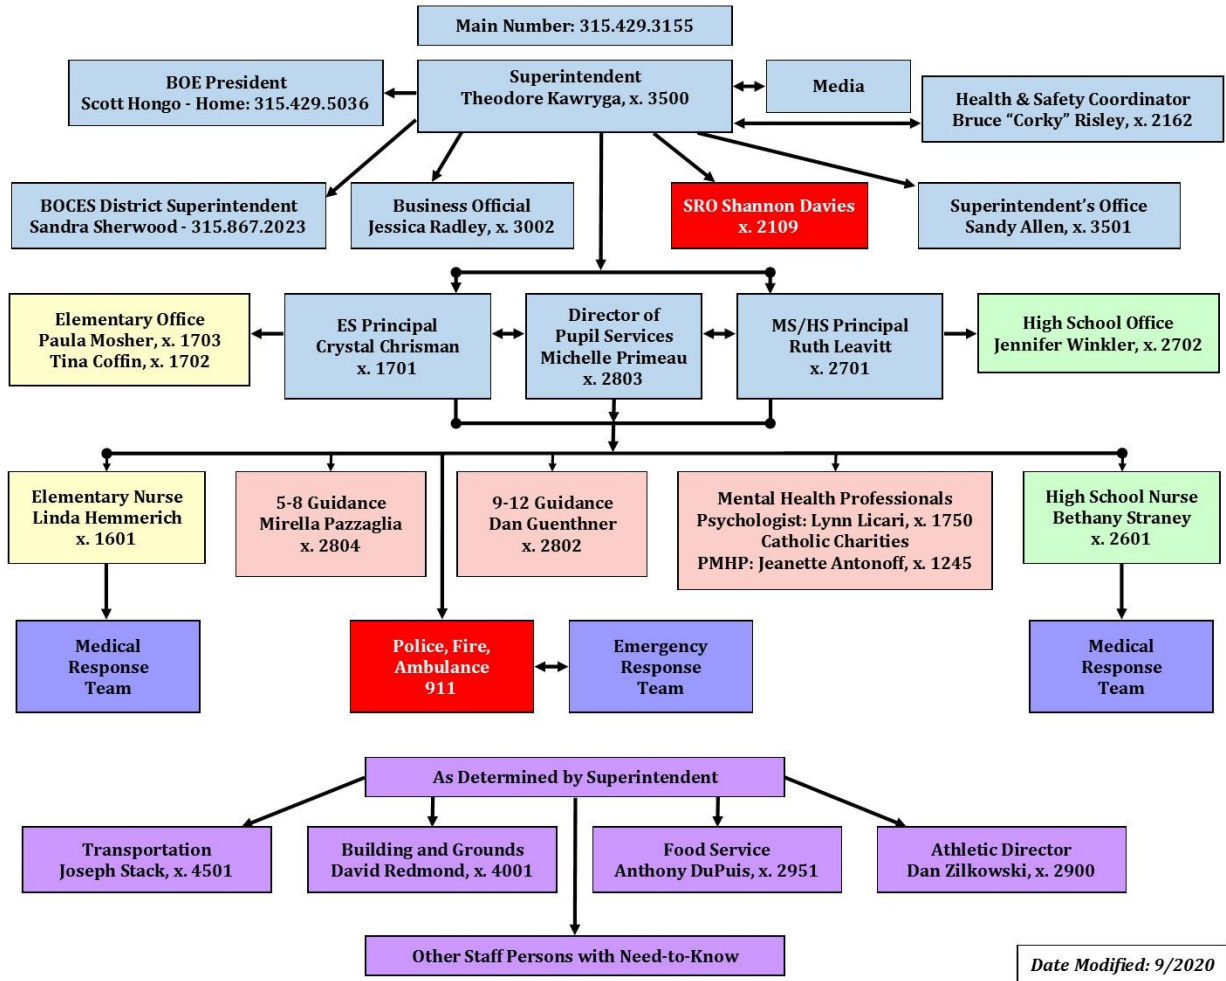 Main Number: 315.429.3155
BOE President
Scott Hongo - Home: 315.429.5036
Superintendent
Theodore Kawryga, x. 3500
Media
Health & Safety Coordinator
Bruce “Corky” Risley, x. 2162
BOCES District Superintendent
Sandra Sherwood - 315.867.2023
Business Official
Jessica Radley, x. 3002
SRO Shannon Davies
x. 2109
Superintendent’s Office
Sandy Allen, x. 3501
Elementary Office
Paula Mosher, x. 1703
Tina Coffin, x. 1702
ES Principal
Crystal Chrisman
x. 1701
Director of
Pupil Services
Michelle Primeau
x. 2803
MS/HS Principal
Ruth Leavitt
x. 2701
High School Office
Jennifer Winkler, x. 2702
Elementary Nurse
Linda Hemmerich
x. 1601
5-8 Guidance
Mirella Pazzaglia
x. 2804
9-12 Guidance
Dan Guenthner
x. 2802
Mental Health Professionals
Psychologist: Lynn Licari, x. 1750
Catholic Charities
PMHP: Jeanette Antonoff, x. 1245
High School Nurse
Bethany Straney
x. 2601
Medical
Response
Team
Police, Fire,
Ambulance
911
Emergency
Response
Team
Medical
Response
Team
As Determined by Superintendent
Transportation
Joseph Stack, x. 4501
Building and Grounds
David Redmond, x. 4001
Food Service
Anthony DuPuis, x. 2951
Athletic Director
Dan Zilkowski, x. 2900
Other Staff Persons with Need-to-Know
Date Modified: 9/2020